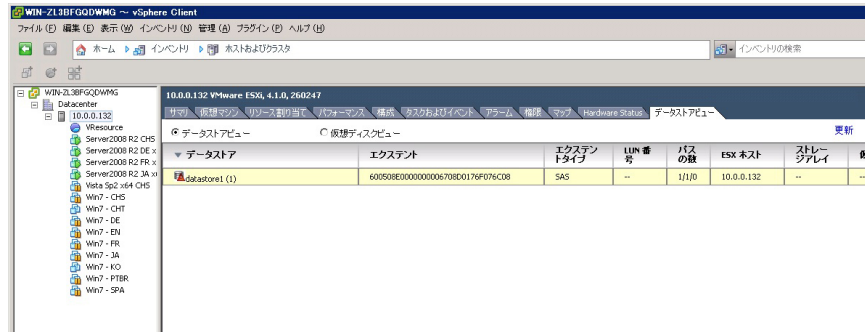 WIN-ZL3BFGQDWMG ~ vSphere Client
ファイル(F) 編集(E) 表示(W) インベントリ(N) 管理(A) プラグイン(P) ヘルプ(H)
ホーム インベントリ ホストおよびクラスタ インベントリの検索
WIN-ZL3BFGQDWMG
Datacenter
10.0.0.132
VResource
Server2008 R2 CHS
Server2008 R2 DE x
Server2008 R2 FR x
Server2008 R2 JA x
Vista Sp2 x64 CHS
Win7 - CHS
Win7 - CHT
Win7 - DE
Win7 - EN
Win7 - FR
Win7 - JA
Win7 - KO
Win7 - PTBR
Win7 - SPA
10.0.0.132 VMware ESXi, 4.1.0, 260247
サマリ 仮想マシン リソース割り当て パフォーマンス 構成 タスクおよびイベント アラーム 権限 マップ Hardware Status データストアビュー
データストアビュー 仮想ディスクビュー 更新
データストア エクステント エクステントタイプ LUN 番号 パスの数 ESX ホスト ストレージアレイ
datastore1 (1) 600508E0000000006708D0176F076C08 SAS -- 1/1/0 10.0.0.132 -- --